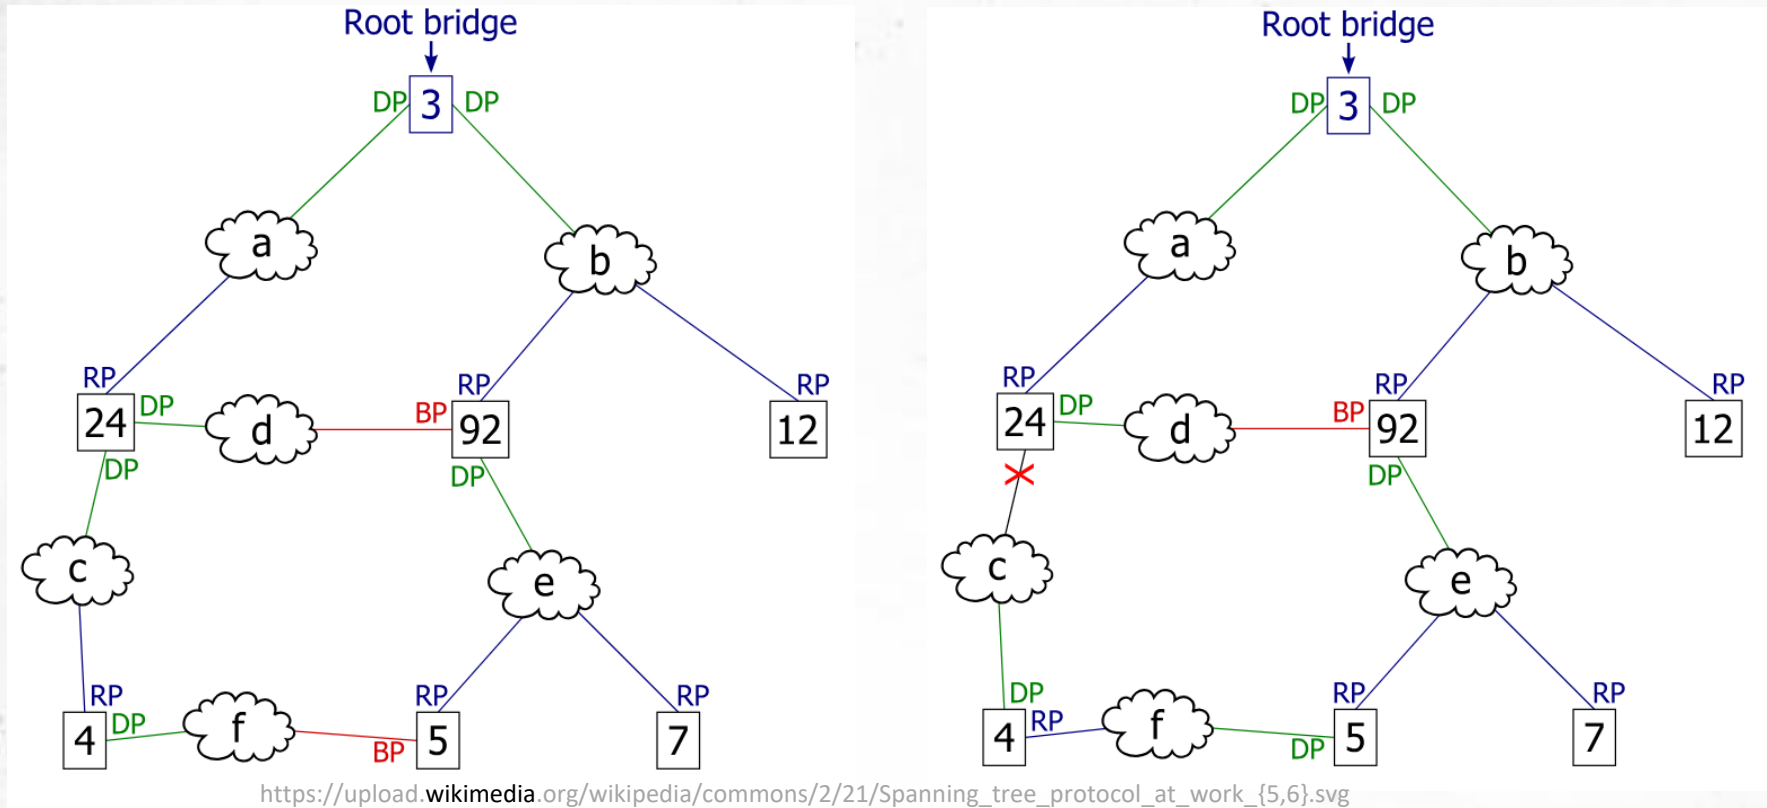 Root bridge
DP 3 DP
a
b
RP
RP
RP
24 DP
d
BP 92
12
DP
DP
c
e
RP
RP
RP
4 DP
f
BP 5
7
Root bridge
DP 3 DP
a
b
RP
RP
RP
24 DP
d
BP 92
12
DP
c
e
DP
RP
RP
4 RP
f
DP 5
7
https://upload.wikimedia.org/wikipedia/commons/2/21/Spanning_tree_protocol_at_work_{5,6}.svg